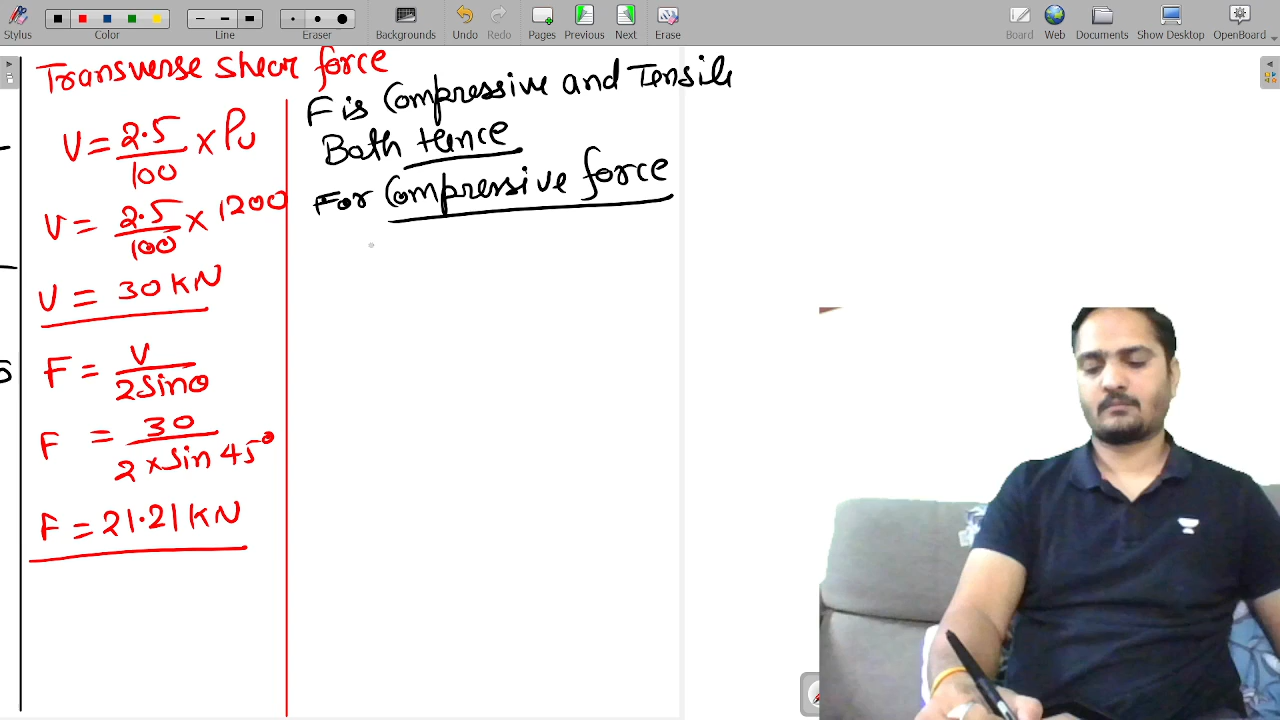 Stylus
Color
Line
Eraser
Backgrounds
Undo
Redo
Pages
Previous
Next
Erase
Board
Web
Documents
Show Desktop
OpenBoard
Transverse shear force
V = 2.5/100 × Pu
V = 2.5/100 × 1200
V = 30 KN
F = V/2sinθ
F = 30/2×sin 45°
F = 21.21 KN
F is Compressive and Tensile
Bath Hence
For Compressive force